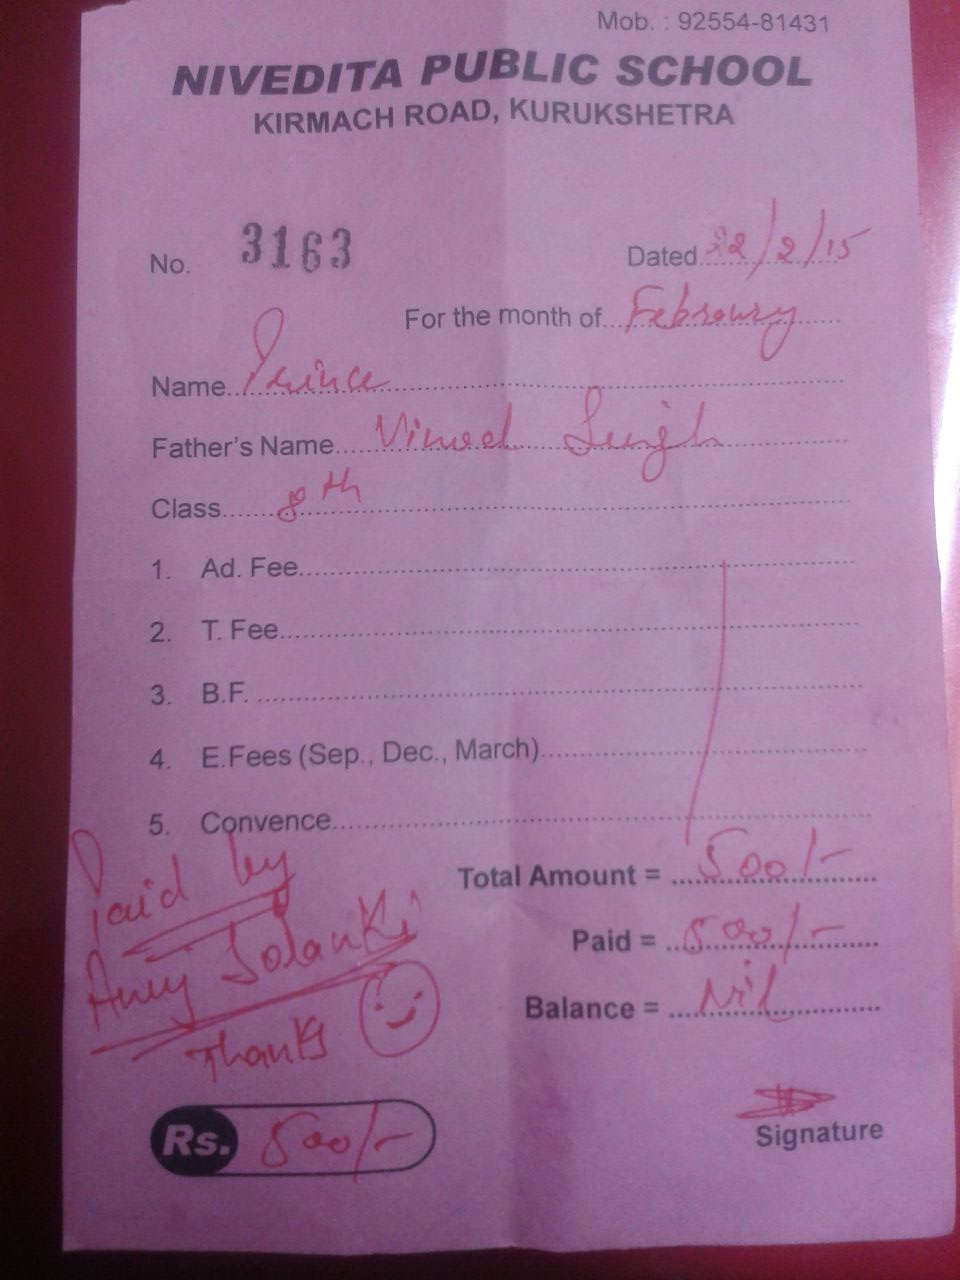 Mob. : 92554-81431
NIVEDITA PUBLIC SCHOOL
KIRMACH ROAD, KURUKSHETRA
No. 3163
Dated 22/2/15
For the month of Febroury
Name Prince
Father's Name Vinod Singh
Class 8th
1. Ad. Fee
2. T. Fee
3. B.F.
4. E.Fees (Sep., Dec., March)
5. Convence
Total Amount = 500/-
Paid = 500/-
Balance = Nil
Paid by
Solanki
Thanks
Rs. 500/-
Signature